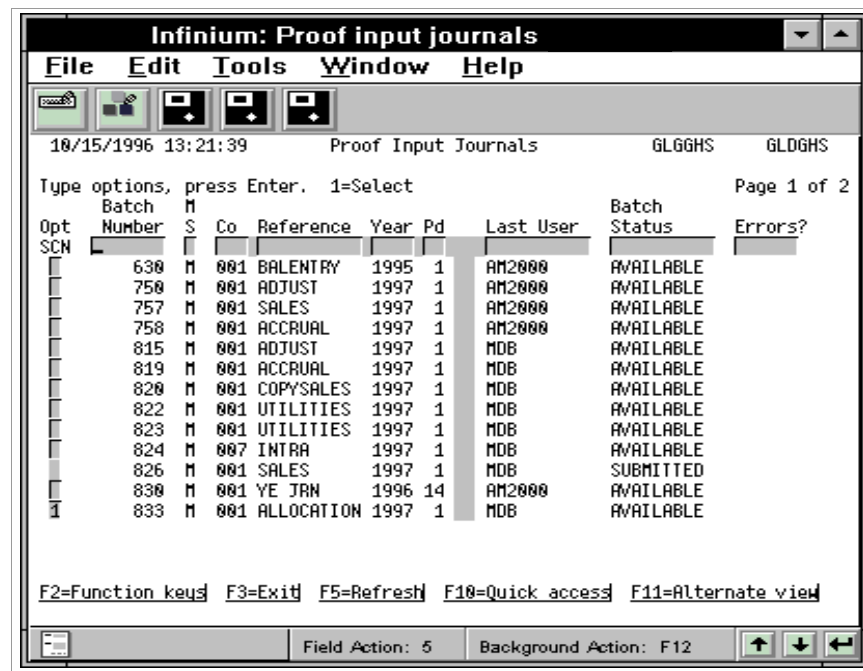 Infinium: Proof input journals
File Edit Tools Window Help
10/15/1996 13:21:39 Proof Input Journals GLGGHS GLDGHS
Type options, press Enter. 1=Select Page 1 of 2
Batch M Batch
Opt Number S Co Reference Year Pd Last User Status Errors?
SCN
630 M 001 BALENTRY 1995 1 AM2000 AVAILABLE
750 M 001 ADJUST 1997 1 AM2000 AVAILABLE
757 M 001 SALES 1997 1 AM2000 AVAILABLE
758 M 001 ACCRUAL 1997 1 AM2000 AVAILABLE
815 M 001 ADJUST 1997 1 MDB AVAILABLE
819 M 001 ACCRUAL 1997 1 MDB AVAILABLE
820 M 001 COPYSALES 1997 1 MDB AVAILABLE
822 M 001 UTILITIES 1997 1 MDB AVAILABLE
823 M 001 UTILITIES 1997 1 MDB AVAILABLE
824 M 007 INTRA 1997 1 MDB AVAILABLE
826 M 001 SALES 1997 1 MDB SUBMITTED
830 M 001 YE JRN 1996 14 AM2000 AVAILABLE
1 833 M 001 ALLOCATION 1997 1 MDB AVAILABLE
F2=Function keys F3=Exit F5=Refresh F10=Quick access F11=Alternate view
Field Action: 5 Background Action: F12